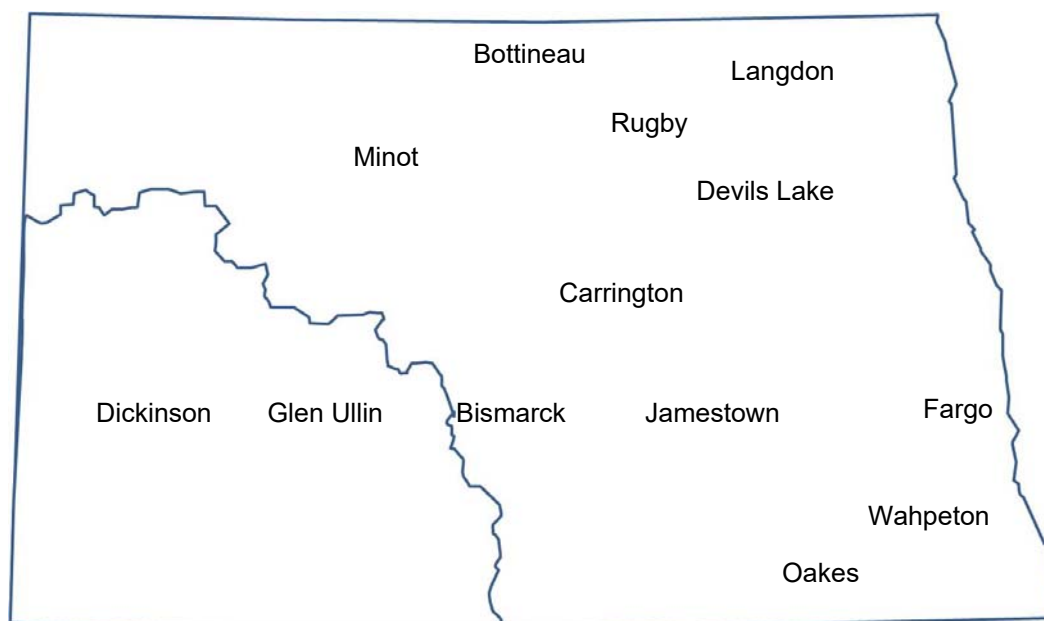 Bottineau
Langdon
Rugby
Minot
Devils Lake
Carrington
Dickinson
Glen Ullin
Bismarck
Jamestown
Fargo
Wahpeton
Oakes